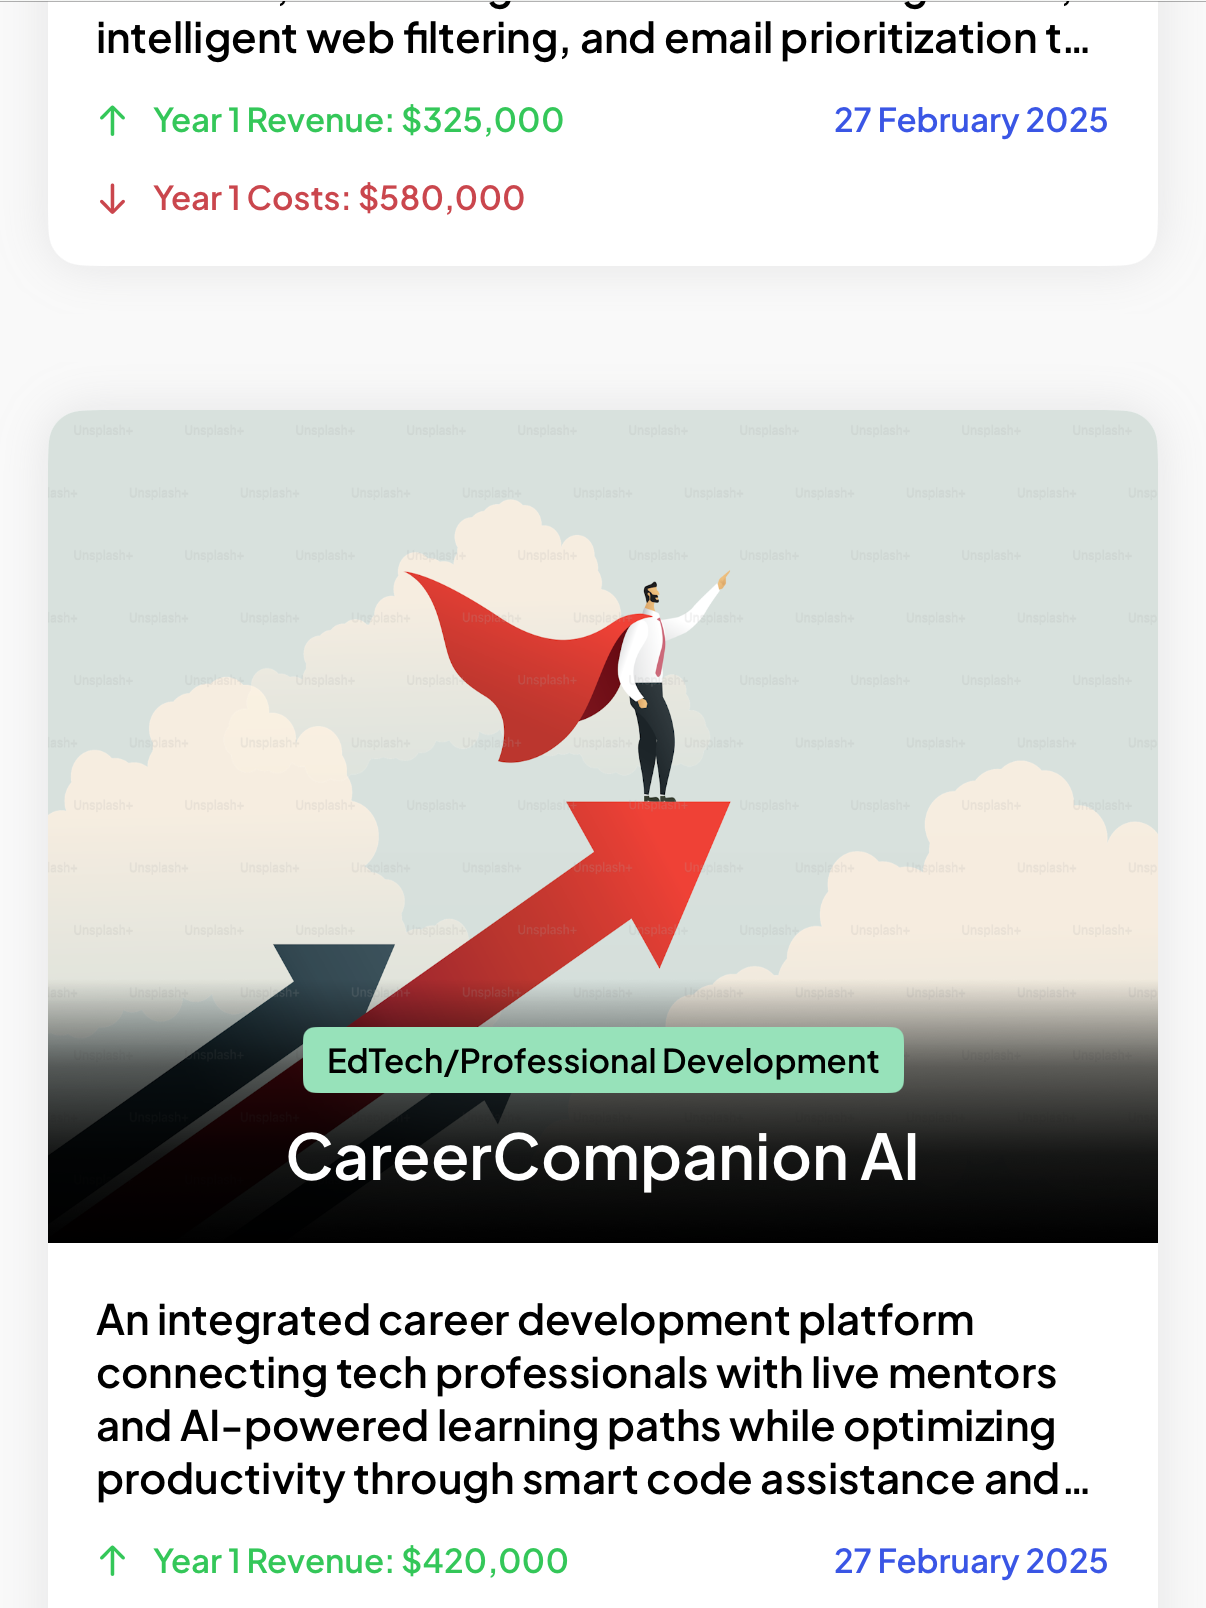 intelligent web filtering, and email prioritization t...
Year 1 Revenue: $325,000
27 February 2025
Year 1 Costs: $580,000
Unsplash+
EdTech/Professional Development
CareerCompanion AI
An integrated career development platform
connecting tech professionals with live mentors
and AI-powered learning paths while optimizing
productivity through smart code assistance and...
Year 1 Revenue: $420,000
27 February 2025